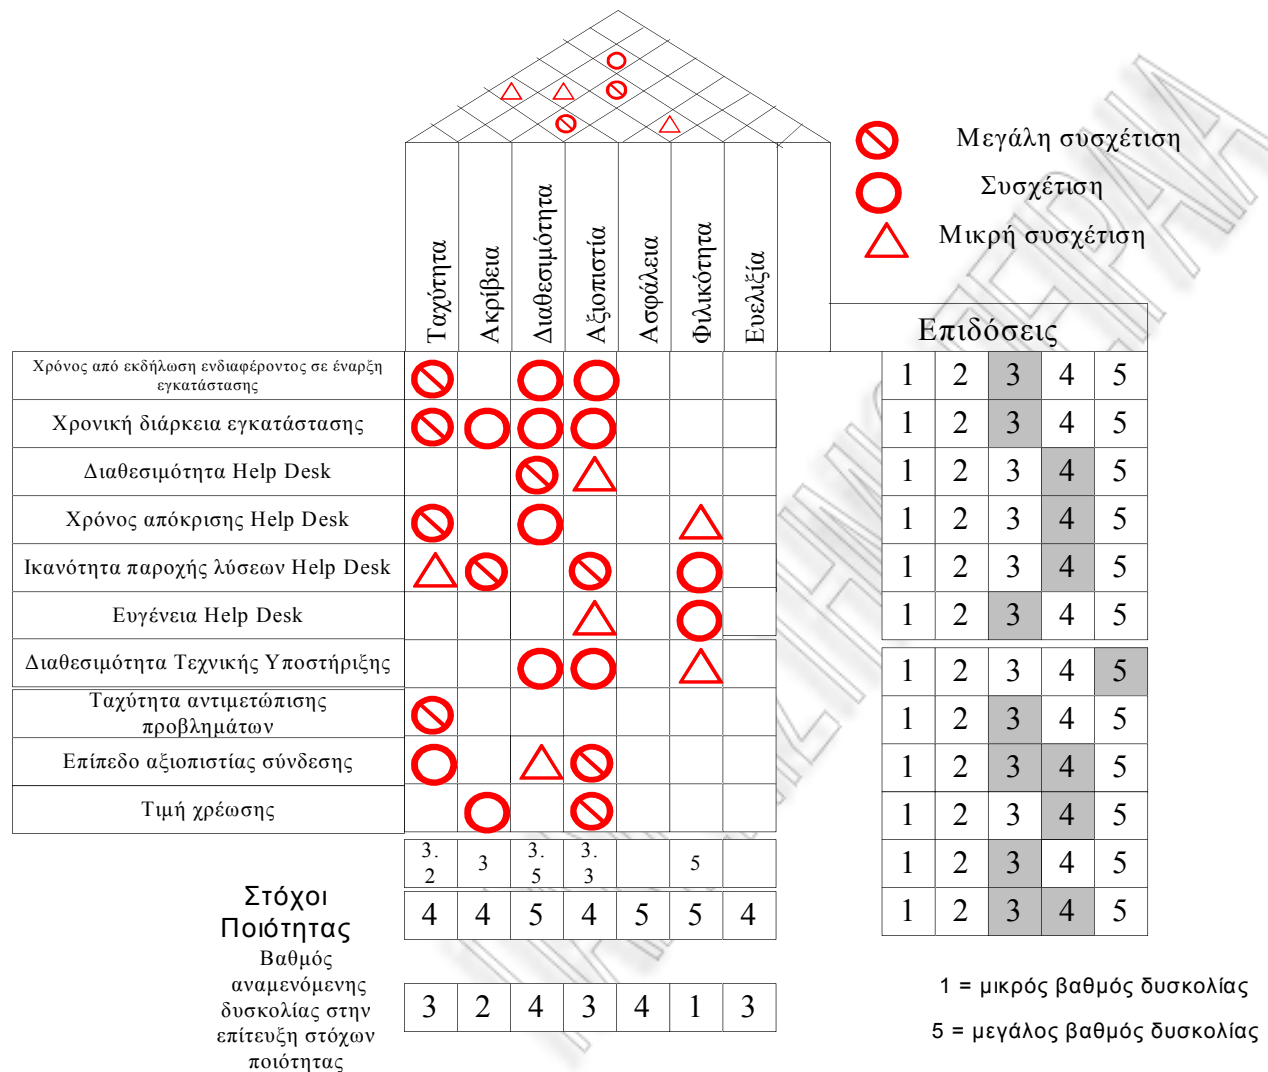 Μεγάλη συσχέτιση
Συσχέτιση
Μικρή συσχέτιση
Ταχύτητα
Ακρίβεια
Διαθεσιμότητα
Αξιοπιστία
Ασφάλεια
Φιλικότητα
Ευελιξία
Επιδόσεις
Χρόνος από εκδήλωση ενδιαφέροντος σε έναρξη
εγκατάστασης
1 2 3 4 5
Χρονική διάρκεια εγκατάστασης
1 2 3 4 5
Διαθεσιμότητα Help Desk
1 2 3 4 5
Χρόνος απόκρισης Help Desk
1 2 3 4 5
Ικανότητα παροχής λύσεων Help Desk
1 2 3 4 5
Ευγένεια Help Desk
1 2 3 4 5
Διαθεσιμότητα Τεχνικής Υποστήριξης
1 2 3 4 5
Ταχύτητα αντιμετώπισης
προβλημάτων
1 2 3 4 5
Επίπεδο αξιοπιστίας σύνδεσης
1 2 3 4 5
Τιμή χρέωσης
1 2 3 4 5
3.2 3 3.5 3.3 5
1 2 3 4 5
Στόχοι
Ποιότητας
4 4 5 4 5 5 4
1 2 3 4 5
Βαθμός
αναμενόμενης
δυσκολίας στην
επίτευξη στόχων
ποιότητας
3 2 4 3 4 1 3
1 = μικρός βαθμός δυσκολίας
5 = μεγάλος βαθμός δυσκολίας